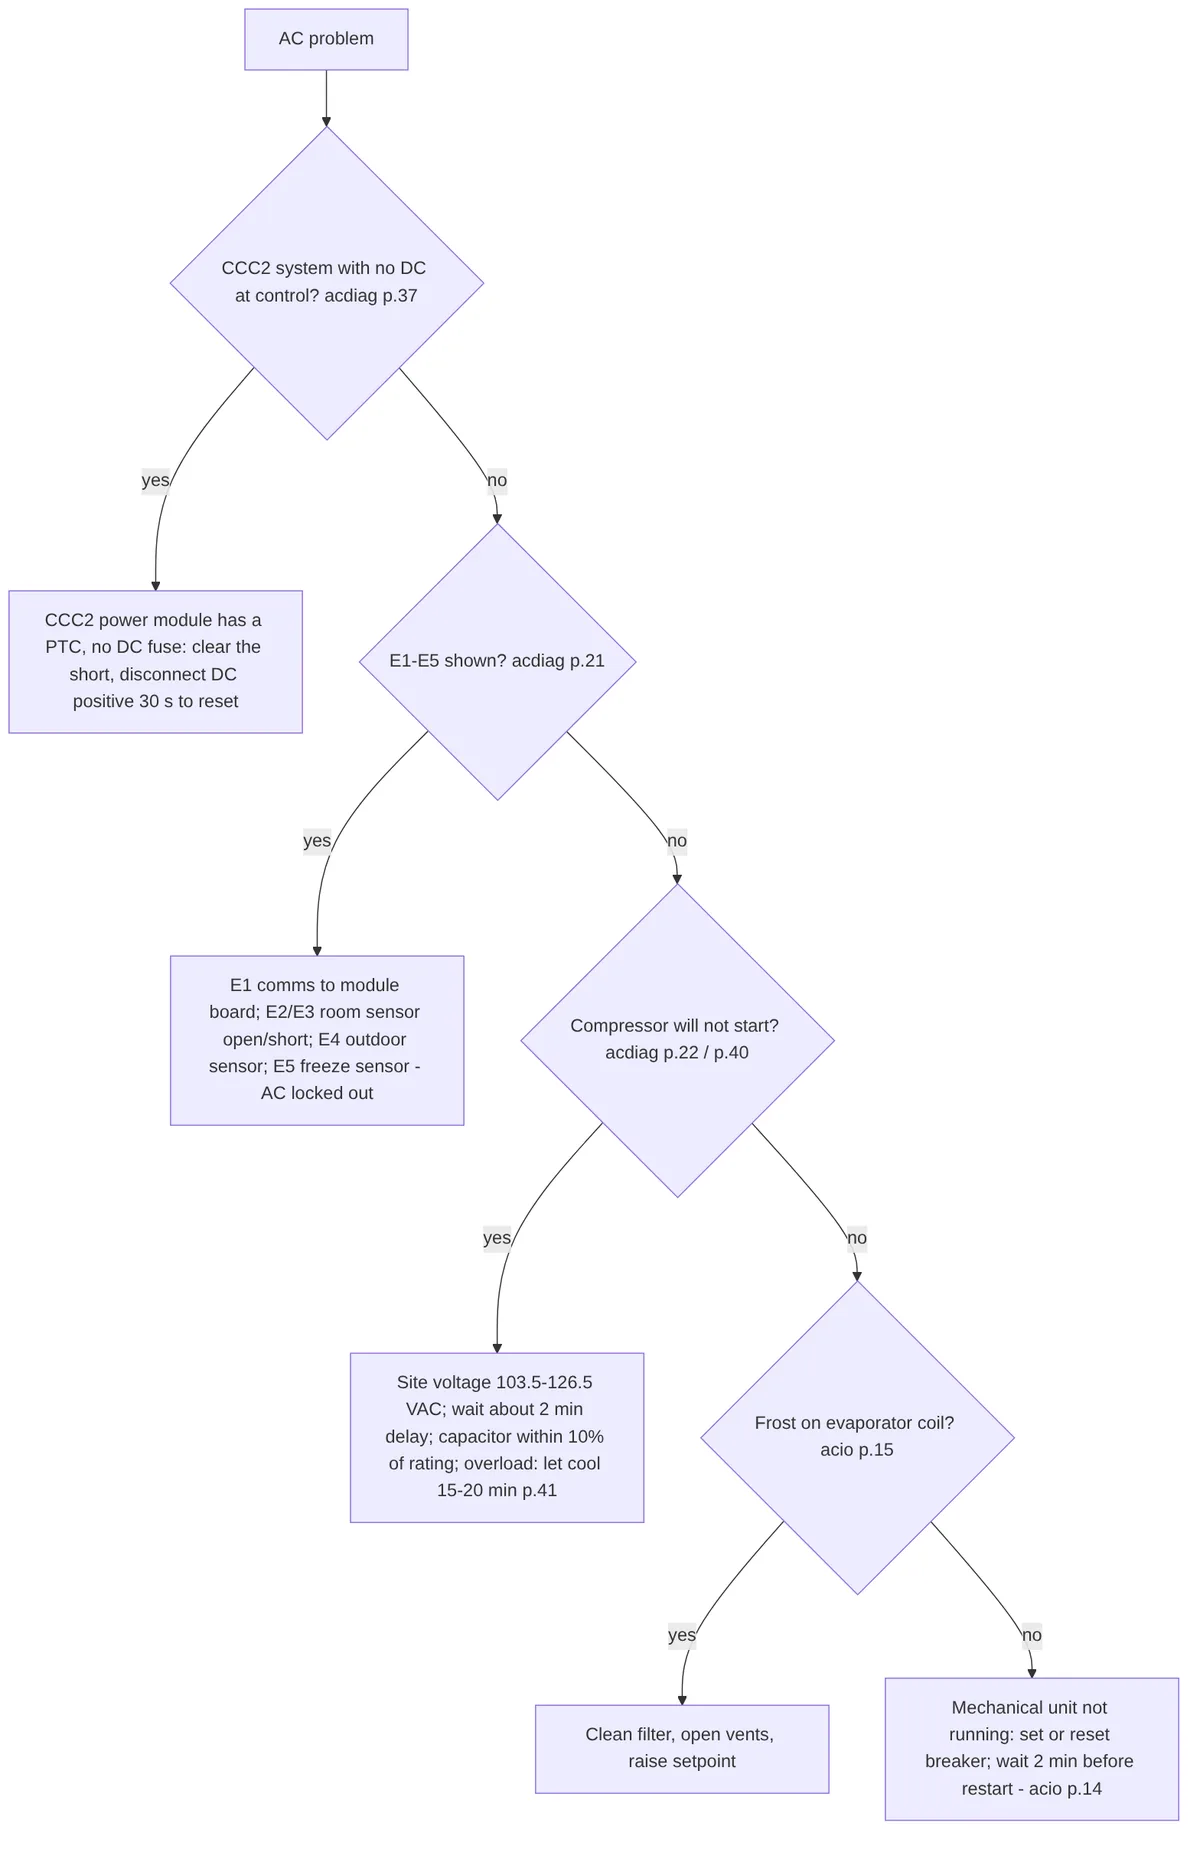 AC problem
CCC2 system with no DC
at control? acdiag p.37
yes
no
CCC2 power module has a
PTC, no DC fuse: clear the
short, disconnect DC
positive 30 s to reset
E1-E5 shown? acdiag p.21
yes
no
E1 comms to module
board; E2/E3 room sensor
open/short; E4 outdoor
sensor; E5 freeze sensor -
AC locked out
Compressor will not start?
acdiag p.22 / p.40
yes
no
Site voltage 103.5-126.5
VAC; wait about 2 min
delay; capacitor within 10%
of rating; overload: let cool
15-20 min p.41
Frost on evaporator coil?
acio p.15
yes
no
Clean filter, open vents,
raise setpoint
Mechanical unit not
running: set or reset
breaker; wait 2 min before
restart - acio p.14